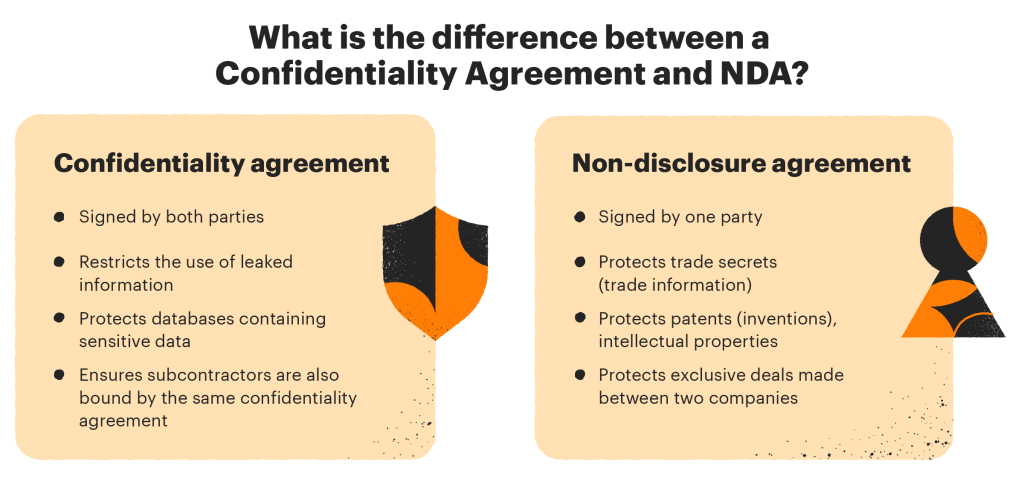 What is the difference between a
Confidentiality Agreement and NDA?
Confidentiality agreement
Signed by both parties
Restricts the use of leaked
information
Protects databases containing
sensitive data
Ensures subcontractors are also
bound by the same confidentiality
agreement
Non-disclosure agreement
Signed by one party
Protects trade secrets
(trade information)
Protects patents (inventions),
intellectual properties
Protects exclusive deals made
between two companies